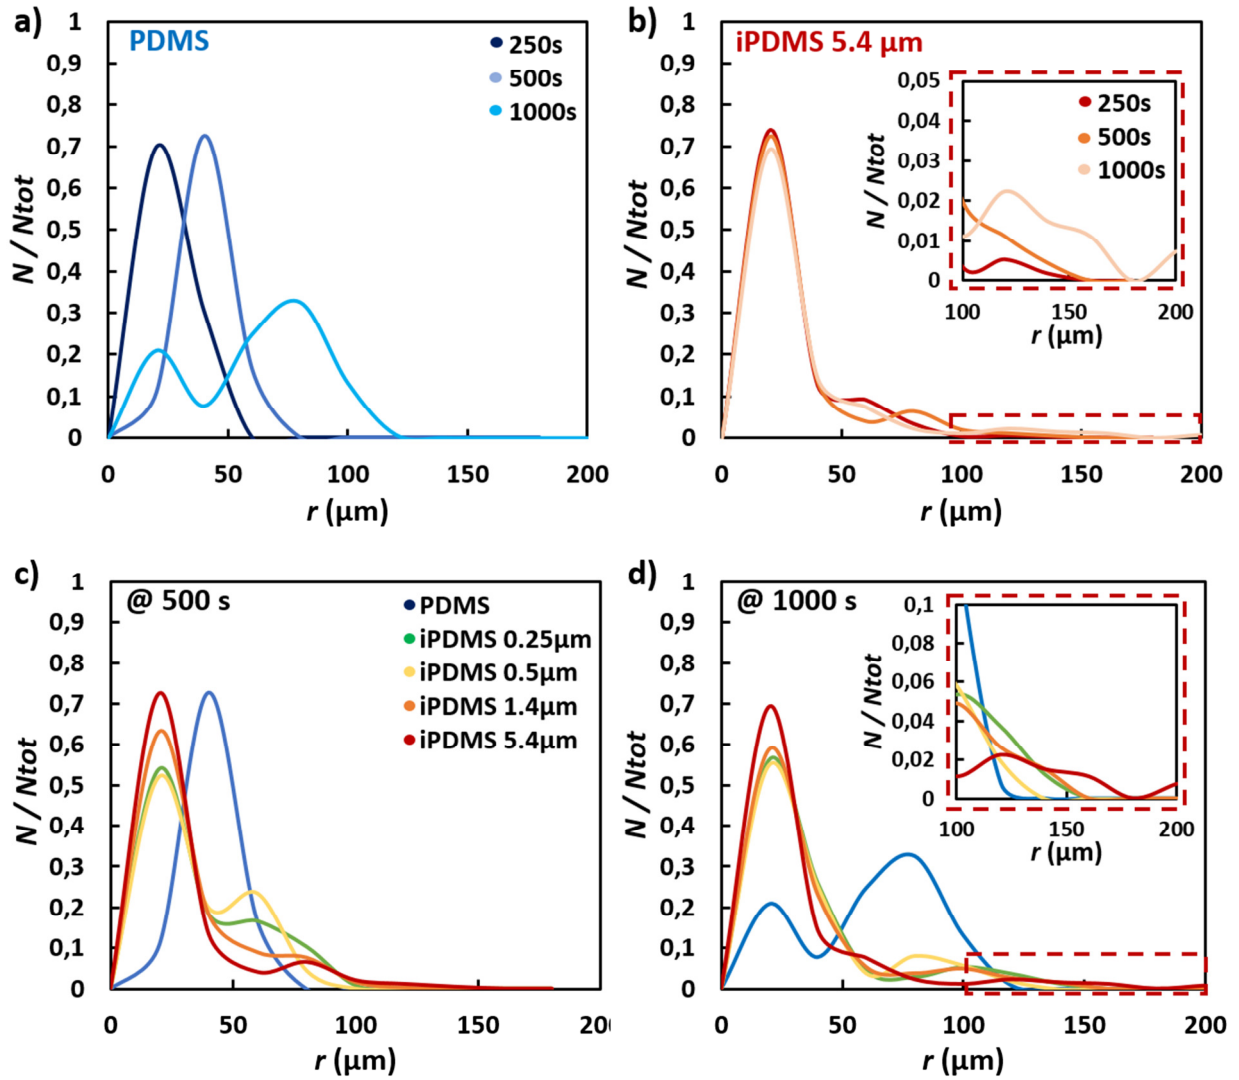 a)
PDMS
250s
500s
1000s
1
0,9
0,8
0,7
0,6
0,5
0,4
0,3
0,2
0,1
0
N / Ntot
0 50 100 150 200
r (µm)
b)
iPDMS 5.4 µm
1
0,9
0,8
0,7
0,6
0,5
0,4
0,3
0,2
0,1
0
N / Ntot
0 50 100 150 200
r (µm)
0,05
0,04
0,03
0,02
0,01
0
N / Ntot
250s
500s
1000s
100 150 200
r (µm)
c)
@ 500 s
PDMS
iPDMS 0.25µm
iPDMS 0.5µm
iPDMS 1.4µm
iPDMS 5.4µm
1
0,9
0,8
0,7
0,6
0,5
0,4
0,3
0,2
0,1
0
N / Ntot
0 50 100 150 20
r (µm)
d)
@ 1000 s
1
0,9
0,8
0,7
0,6
0,5
0,4
0,3
0,2
0,1
0
N / Ntot
0 50 100 150 200
r (µm)
0,1
0,08
0,06
0,04
0,02
0
N / Ntot
100 150 200
r (µm)